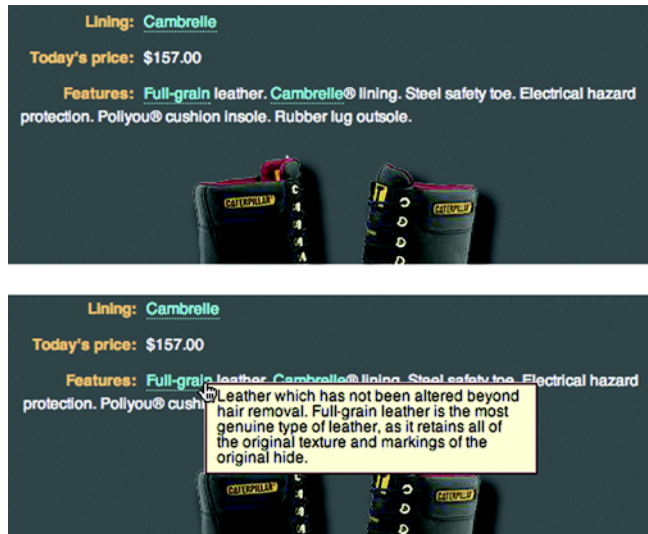 Lining: Cambrelle
Today's price: $157.00
Features: Full-grain leather. Cambrelle® lining. Steel safety toe. Electrical hazard
protection. Poliyou® cushion insole. Rubber lug outsole.
CATERPILLAR
CATERPILLAR
Lining: Cambrelle
Today's price: $157.00
Features: Full-grain leather. Cambrelle® lining. Steel safety toe. Electrical hazard
protection. Poliyou® cush
Leather which has not been altered beyond
hair removal. Full-grain leather is the most
genuine type of leather, as it retains all of
the original texture and markings of the
original hide.
CATERPILLAR
CATERPILLAR